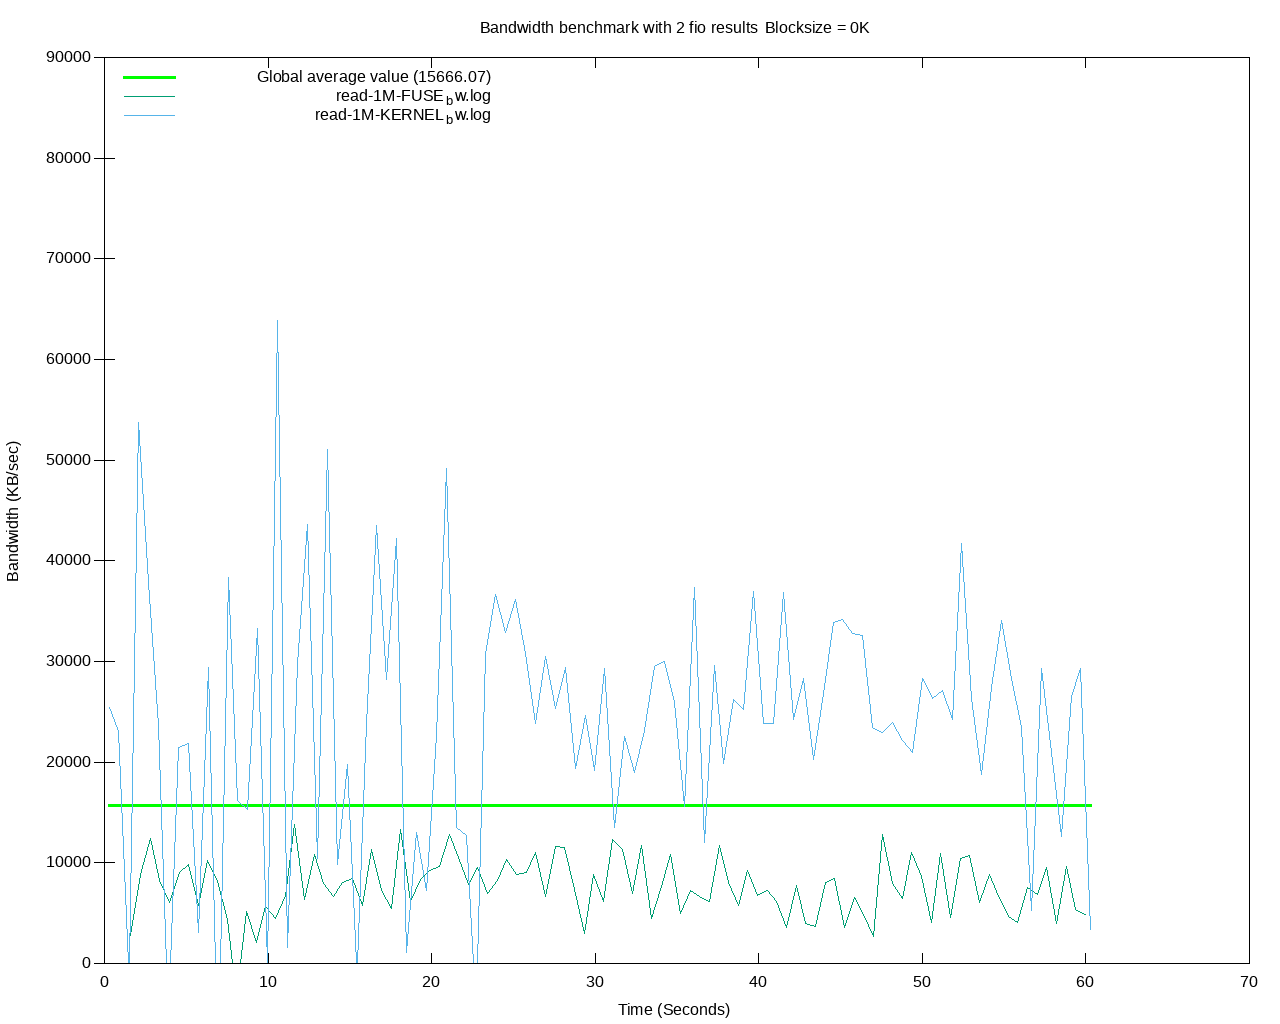 Bandwidth benchmark with 2 fio results Blocksize = 0K
90000
80000
70000
60000
50000
40000
30000
20000
10000
0
Bandwidth (KB/sec)
Global average value (15666.07)
read-1M-FUSE_bw.log
read-1M-KERNEL_bw.log
0 10 20 30 40 50 60 70
Time (Seconds)